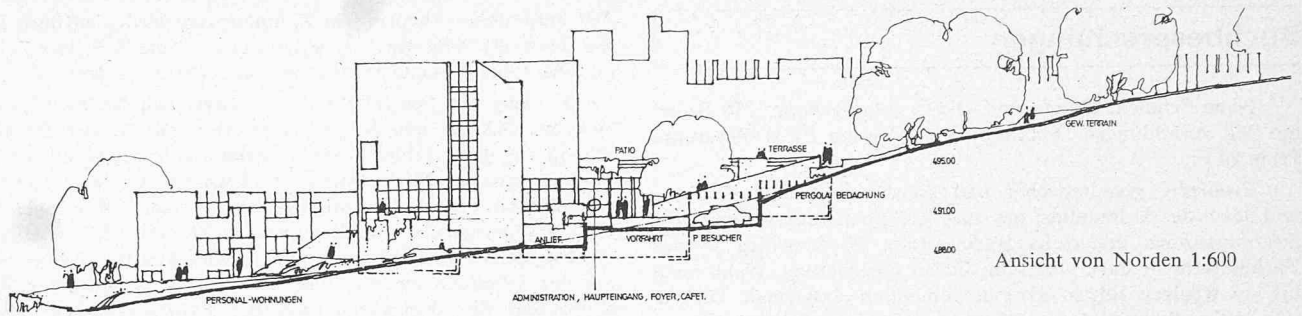 GEW. TERRAIN
PATIO
TERRASSE
495.00
PERGOLA/BEDACHUNG
491.00
ANLIEF.
VORFAHRT
P BESUCHER
488.00
Ansicht von Norden 1:600
PERSONAL-WOHNUNGEN
ADMINISTRATION, HAUPTEINGANG, FOYER, CAFET.